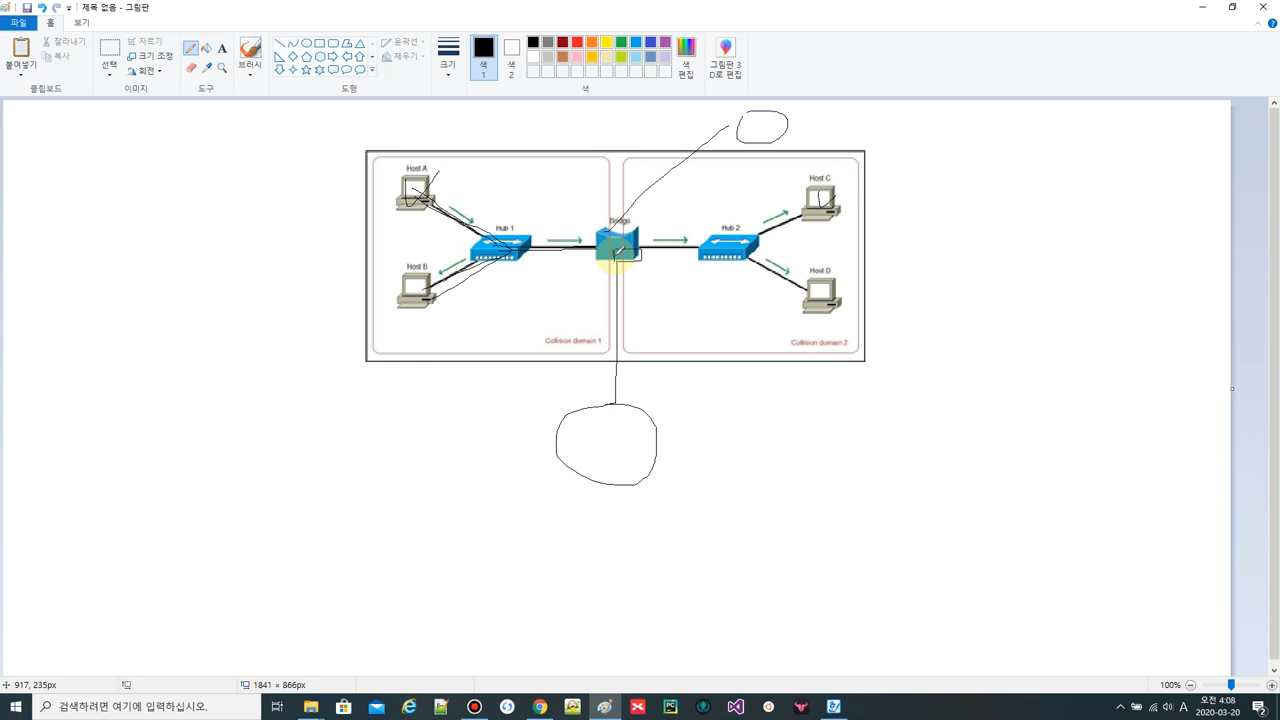 제목 없음 - 그림판
파일 홈 보기
붙여넣기
잘라내기
복사
클립보드
선택
자르기
크기 조정
회전
이미지
도구
브러시
도형
윤곽선
채우기
크기
색 1
색 2
색
색 편집
그림판 3D로 편집
Host A
Host B
Hub 1
Bridge
Hub 2
Host C
Host D
Collision domain 1
Collision domain 2
917, 235px
1841 × 866px
100%
검색하려면 여기에 입력하십시오.
PC
A
오전 4:08
2020-03-20
2